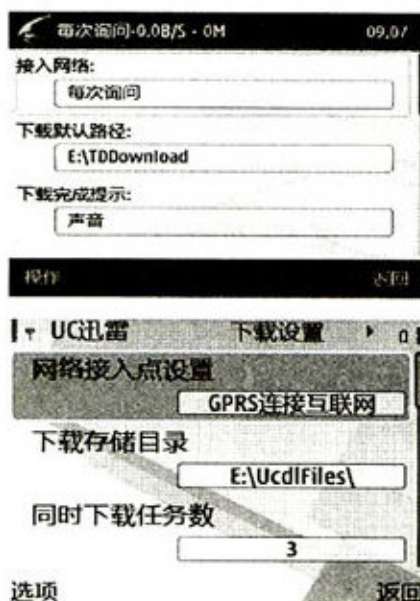 每次询问-0.0B/S - 0M 09,07
接入网络:
每次询问
下载默认路径:
E:\TDDownload
下载完成提示:
声音
操作 返回
UC迅雷 下载设置
网络接入点设置
GPRS连接互联网
下载存储目录
E:\UcdlFiles\
同时下载任务数
3
选项 返回